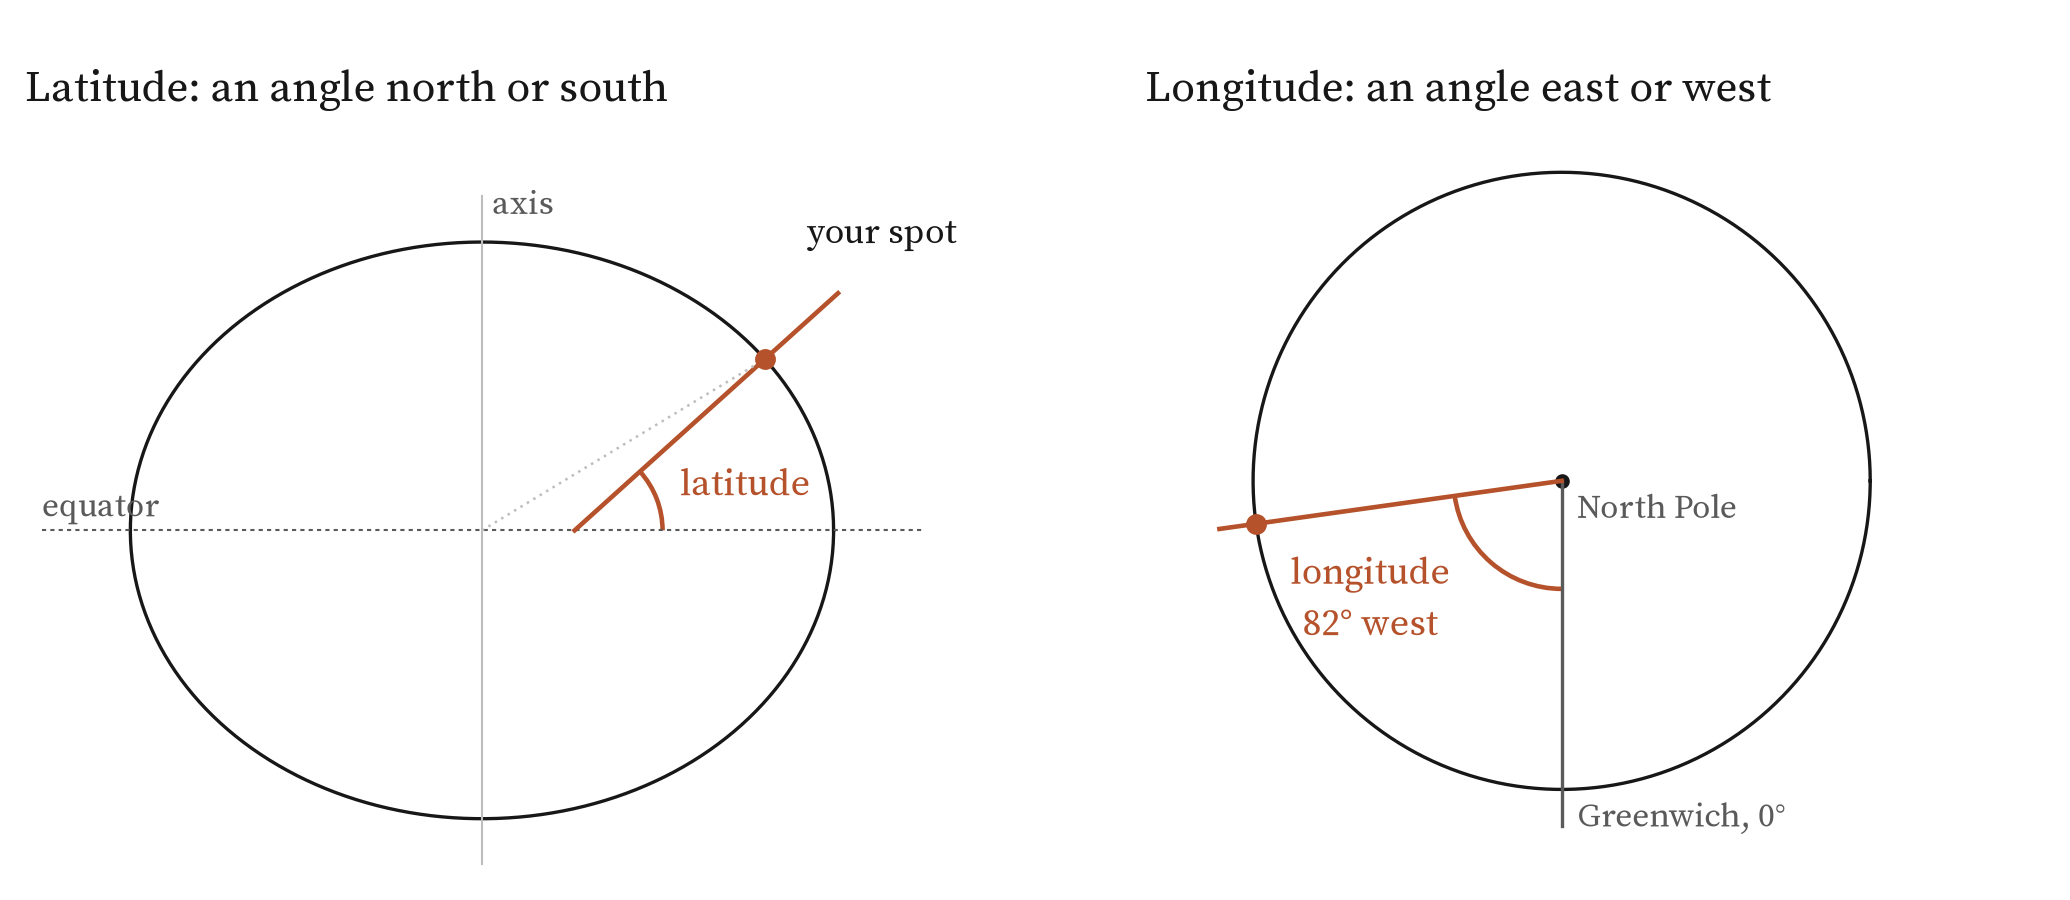 Latitude: an angle north or south
axis
your spot
latitude
equator
Longitude: an angle east or west
North Pole
longitude
82° west
Greenwich, 0°